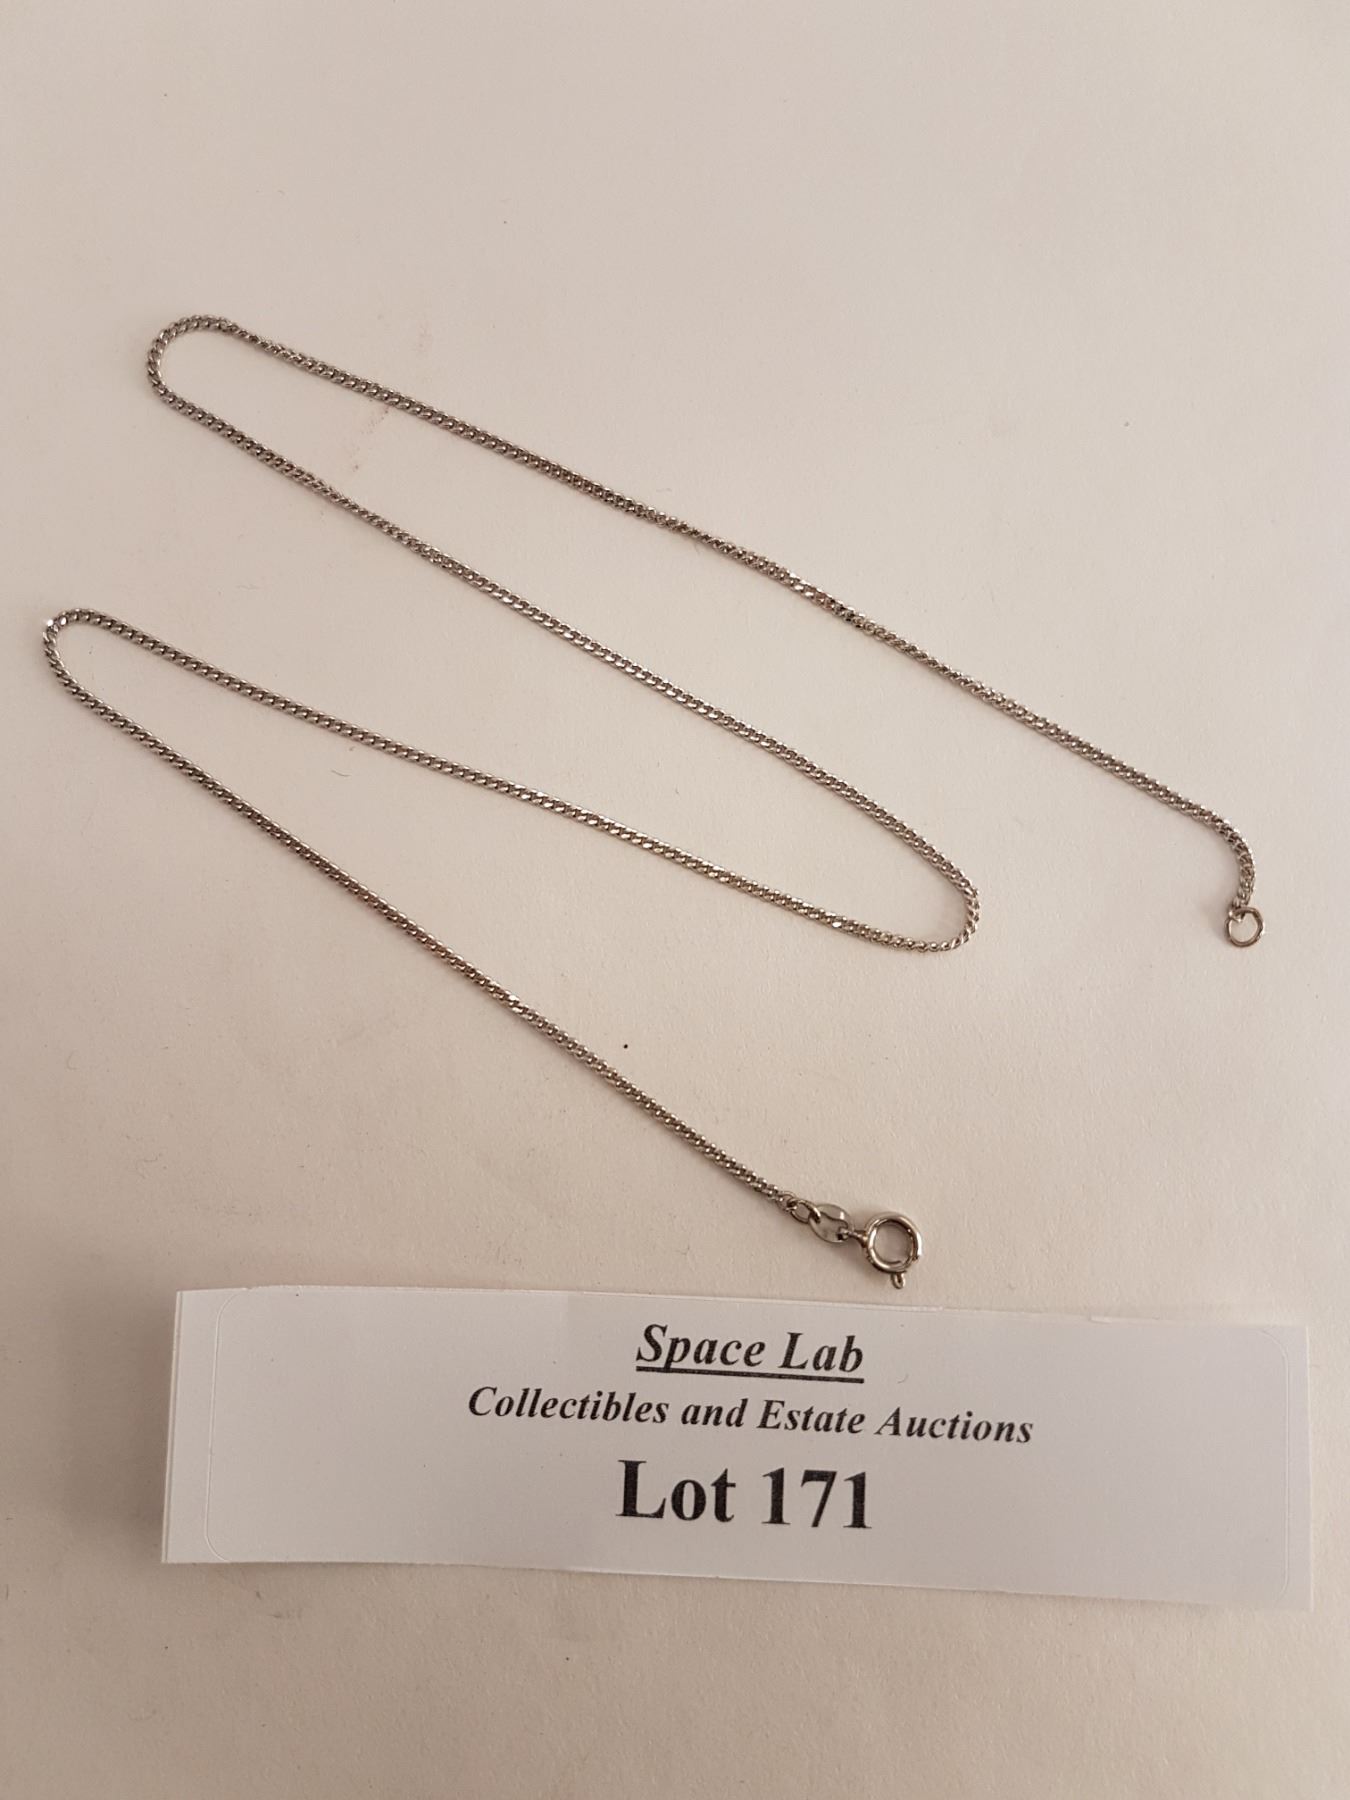 Space Lab
Collectibles and Estate Auctions
Lot 171